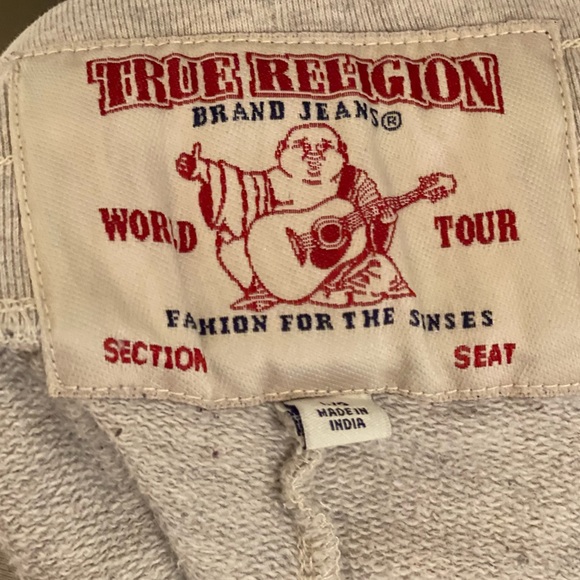 TRUE RELIGION
BRAND JEANS®
WORLD TOUR
FASHION FOR THE SENSES
SECTION SEAT
MADE IN
INDIA